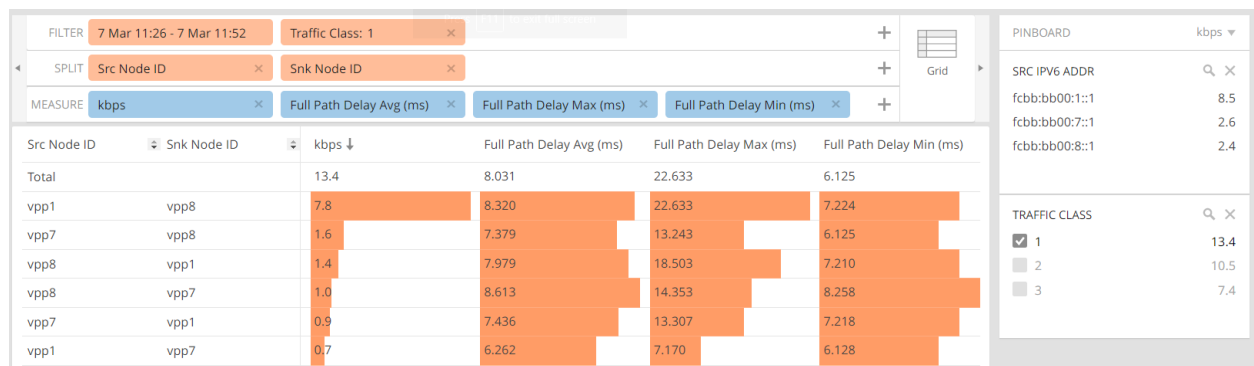 FILTER 7 Mar 11:26 - 7 Mar 11:52 Traffic Class: 1 × +
SPLIT Src Node ID × Snk Node ID × +
MEASURE kbps × Full Path Delay Avg (ms) × Full Path Delay Max (ms) × Full Path Delay Min (ms) × +
Grid
Src Node ID Snk Node ID kbps Full Path Delay Avg (ms) Full Path Delay Max (ms) Full Path Delay Min (ms)
Total 13.4 8.031 22.633 6.125
vpp1 vpp8 7.8 8.320 22.633 7.224
vpp7 vpp8 1.6 7.379 13.243 6.125
vpp8 vpp1 1.4 7.979 18.503 7.210
vpp8 vpp7 1.0 8.613 14.353 8.258
vpp7 vpp1 0.9 7.436 13.307 7.218
vpp1 vpp7 0.7 6.262 7.170 6.128
PINBOARD kbps
SRC IPV6 ADDR
fcbb:bb00:1::1 8.5
fcbb:bb00:7::1 2.6
fcbb:bb00:8::1 2.4
TRAFFIC CLASS
1 13.4
2 10.5
3 7.4